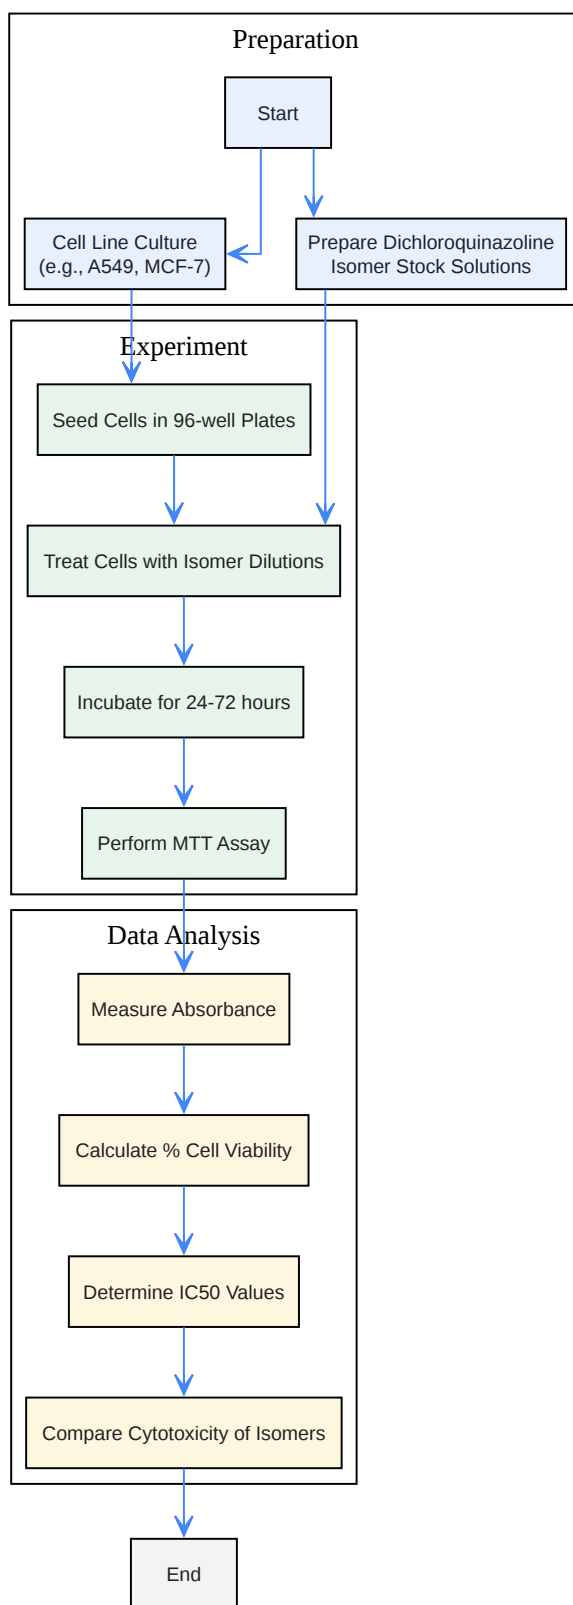 Preparation
Start
Cell Line Culture
(e.g., A549, MCF-7)
Prepare Dichloroquinazoline
Isomer Stock Solutions
Experiment
Seed Cells in 96-well Plates
Treat Cells with Isomer Dilutions
Incubate for 24-72 hours
Perform MTT Assay
Data Analysis
Measure Absorbance
Calculate % Cell Viability
Determine IC50 Values
Compare Cytotoxicity of Isomers
End